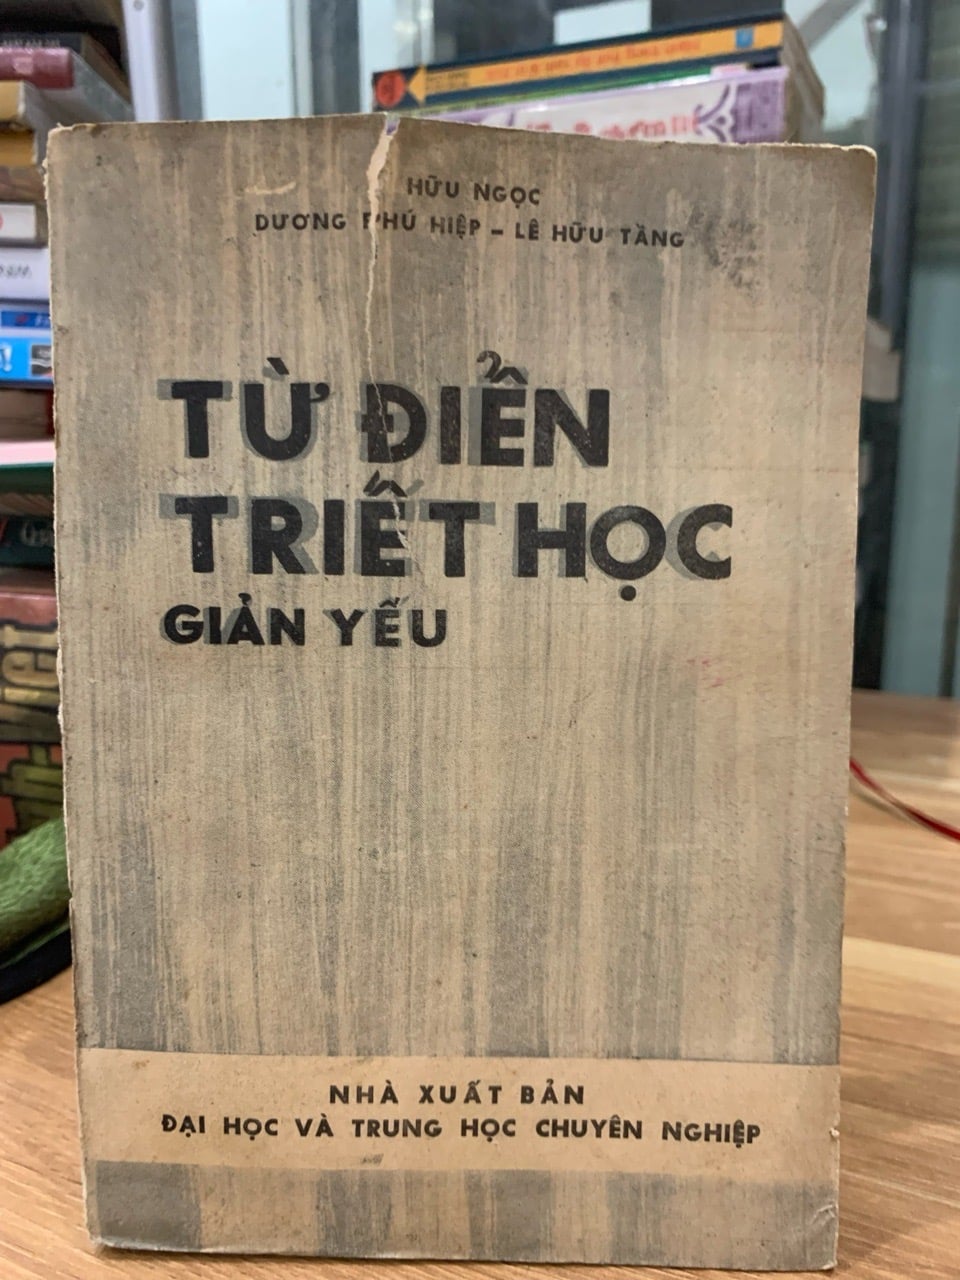 HỮU NGỌC
DƯƠNG PHÚ HIỆP – LÊ HỮU TẦNG
TỪ ĐIỂN
TRIẾT HỌC
GIẢN YẾU
NHÀ XUẤT BẢN
ĐẠI HỌC VÀ TRUNG HỌC CHUYÊN NGHIỆP